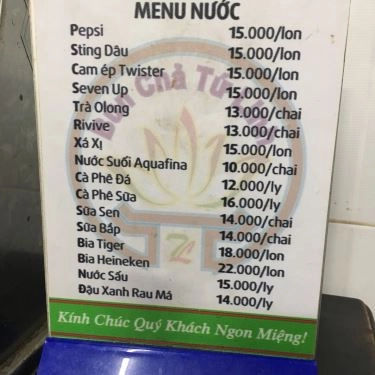 MENU NƯỚC
Pepsi 15.000/lon
Sting Dâu 15.000/lon
Cam ép Twister 15.000/lon
Seven Up 15.000/lon
Trà Olong 13.000/chai
Rivive 13.000/chai
Xá Xị 15.000/lon
Nước Suối Aquafina 10.000/chai
Cà Phê Đá 12.000/ly
Cà Phê Sữa 16.000/ly
Sữa Sen 14.000/chai
Sữa Bắp 14.000/chai
Bia Tiger 18.000/lon
Bia Heineken 22.000/lon
Nước Sấu 15.000/ly
Đậu Xanh Rau Má 14.000/ly
Kính Chúc Quý Khách Ngon Miệng!